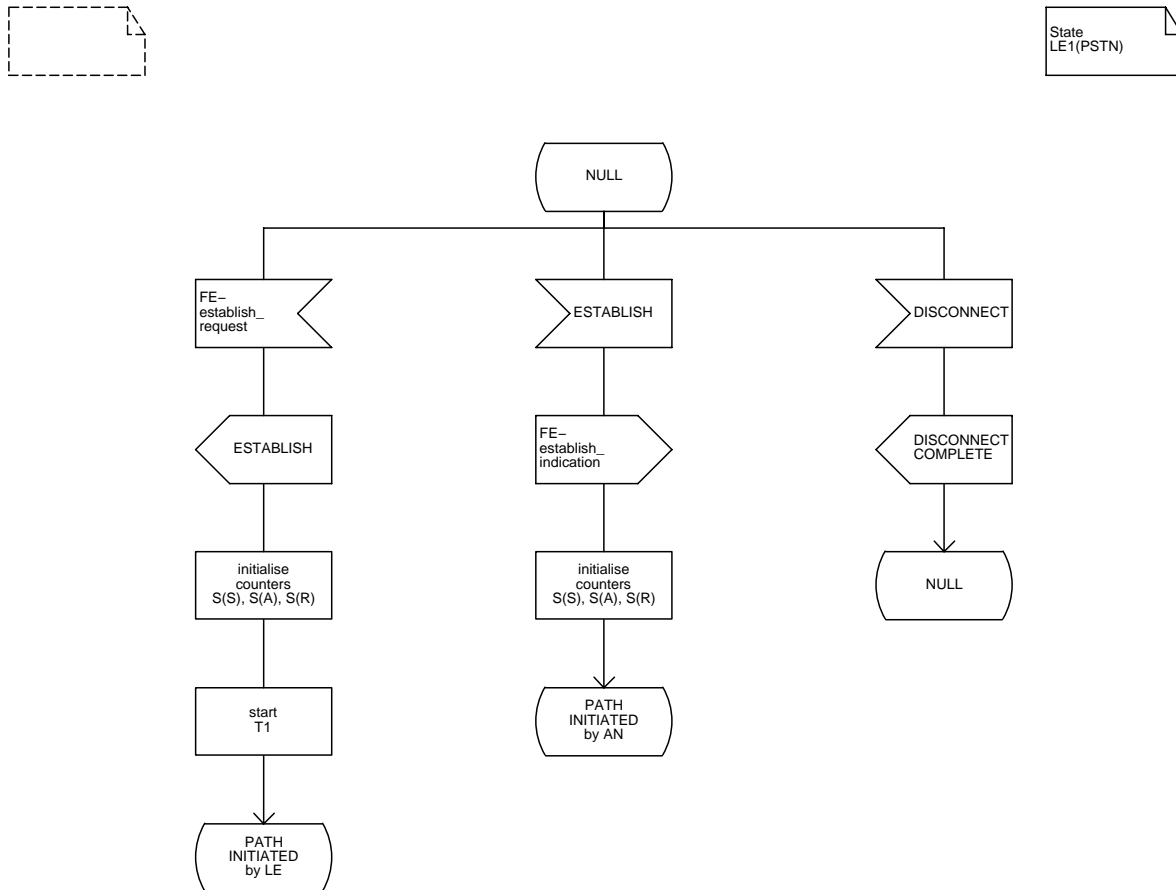 State
LE1(PSTN)
NULL
FE−
establish_
request
ESTABLISH
DISCONNECT
ESTABLISH
FE−
establish_
indication
DISCONNECT
COMPLETE
initialise
counters
S(S), S(A), S(R)
initialise
counters
S(S), S(A), S(R)
NULL
start
T1
PATH
INITIATED
by AN
PATH
INITIATED
by LE